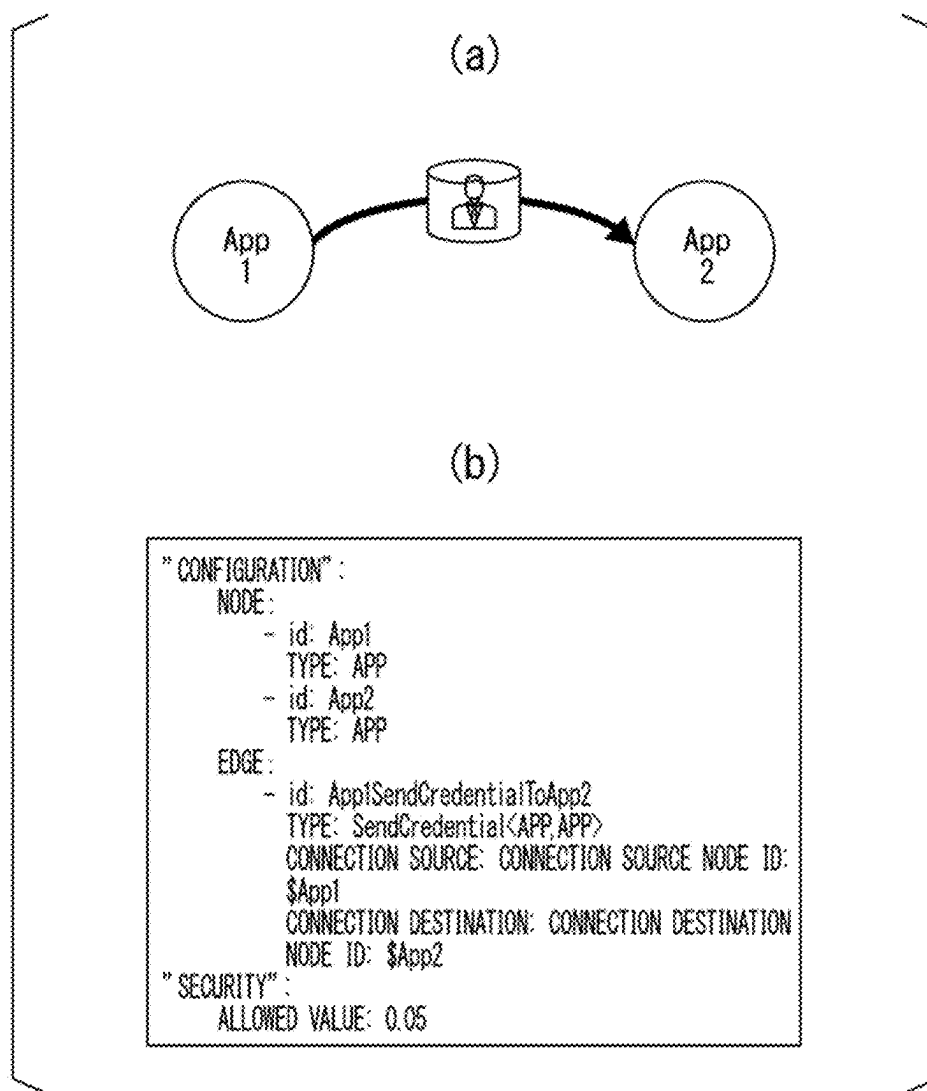 (a)
App
1
App
2
(b)
"CONFIGURATION":
NODE:
- id: App1
TYPE: APP
- id: App2
TYPE: APP
EDGE:
- id: App1SendCredentialToApp2
TYPE: SendCredential<APP,APP>
CONNECTION SOURCE: CONNECTION SOURCE NODE ID:
$App1
CONNECTION DESTINATION: CONNECTION DESTINATION
NODE ID: $App2
"SECURITY":
ALLOWED VALUE: 0.05